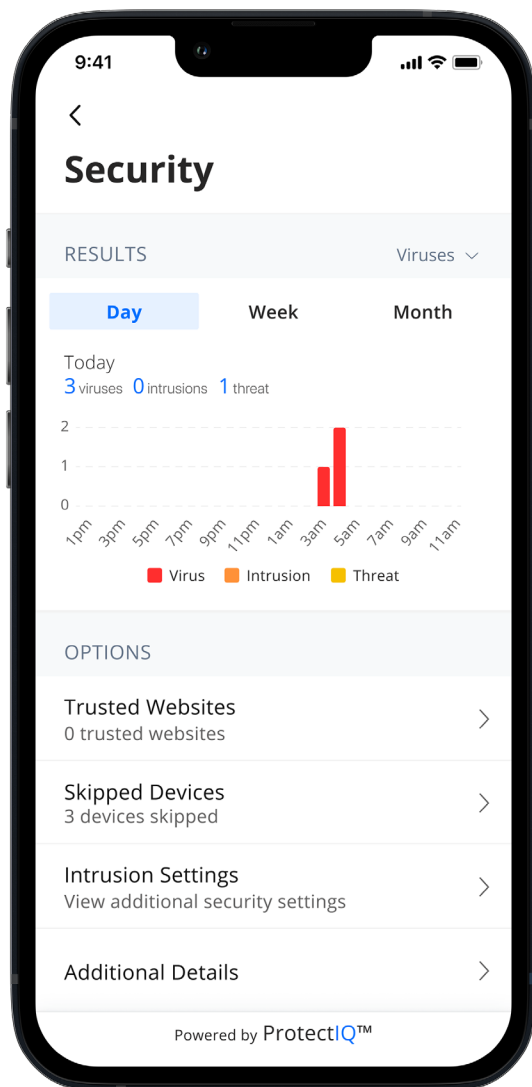 9:41
Security
RESULTS Viruses
Day Week Month
Today
3 viruses 0 intrusions 1 threat
2
1
0
1pm 3pm 5pm 7pm 9pm 11pm 1am 3am 5am 7am 9am 11am
Virus Intrusion Threat
OPTIONS
Trusted Websites
0 trusted websites
Skipped Devices
3 devices skipped
Intrusion Settings
View additional security settings
Additional Details
Powered by ProtectIQ™